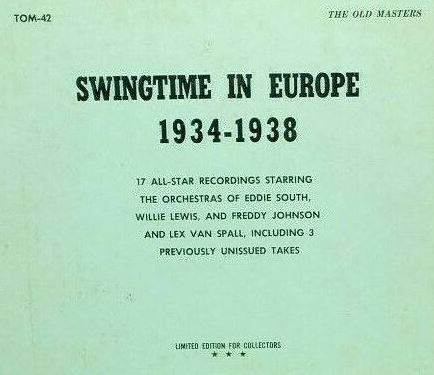 TOM-42
THE OLD MASTERS
SWINGTIME IN EUROPE
1934-1938
17 ALL-STAR RECORDINGS STARRING
THE ORCHESTRAS OF EDDIE SOUTH,
WILLIE LEWIS, AND FREDDY JOHNSON
AND LEX VAN SPALL, INCLUDING 3
PREVIOUSLY UNISSUED TAKES
LIMITED EDITION FOR COLLECTORS
★ ★ ★